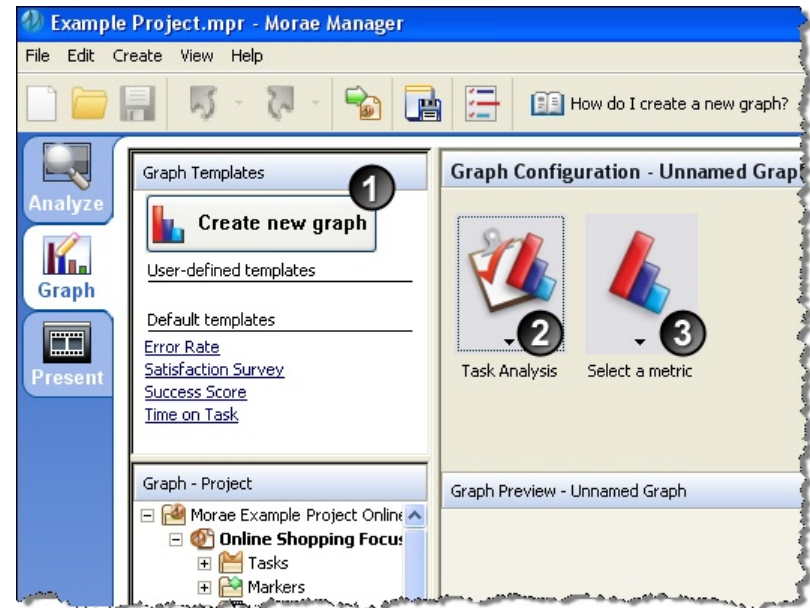 Example Project.mpr - Morae Manager
File Edit Create View Help
How do I create a new graph?
Analyze
Graph
Present
Graph Templates
1
Create new graph
User-defined templates
Default templates
Error Rate
Satisfaction Survey
Success Score
Time on Task
Graph - Project
Morae Example Project Online
Online Shopping Focus
Tasks
Markers
Graph Configuration - Unnamed Grap
2
3
Task Analysis
Select a metric
Graph Preview - Unnamed Graph